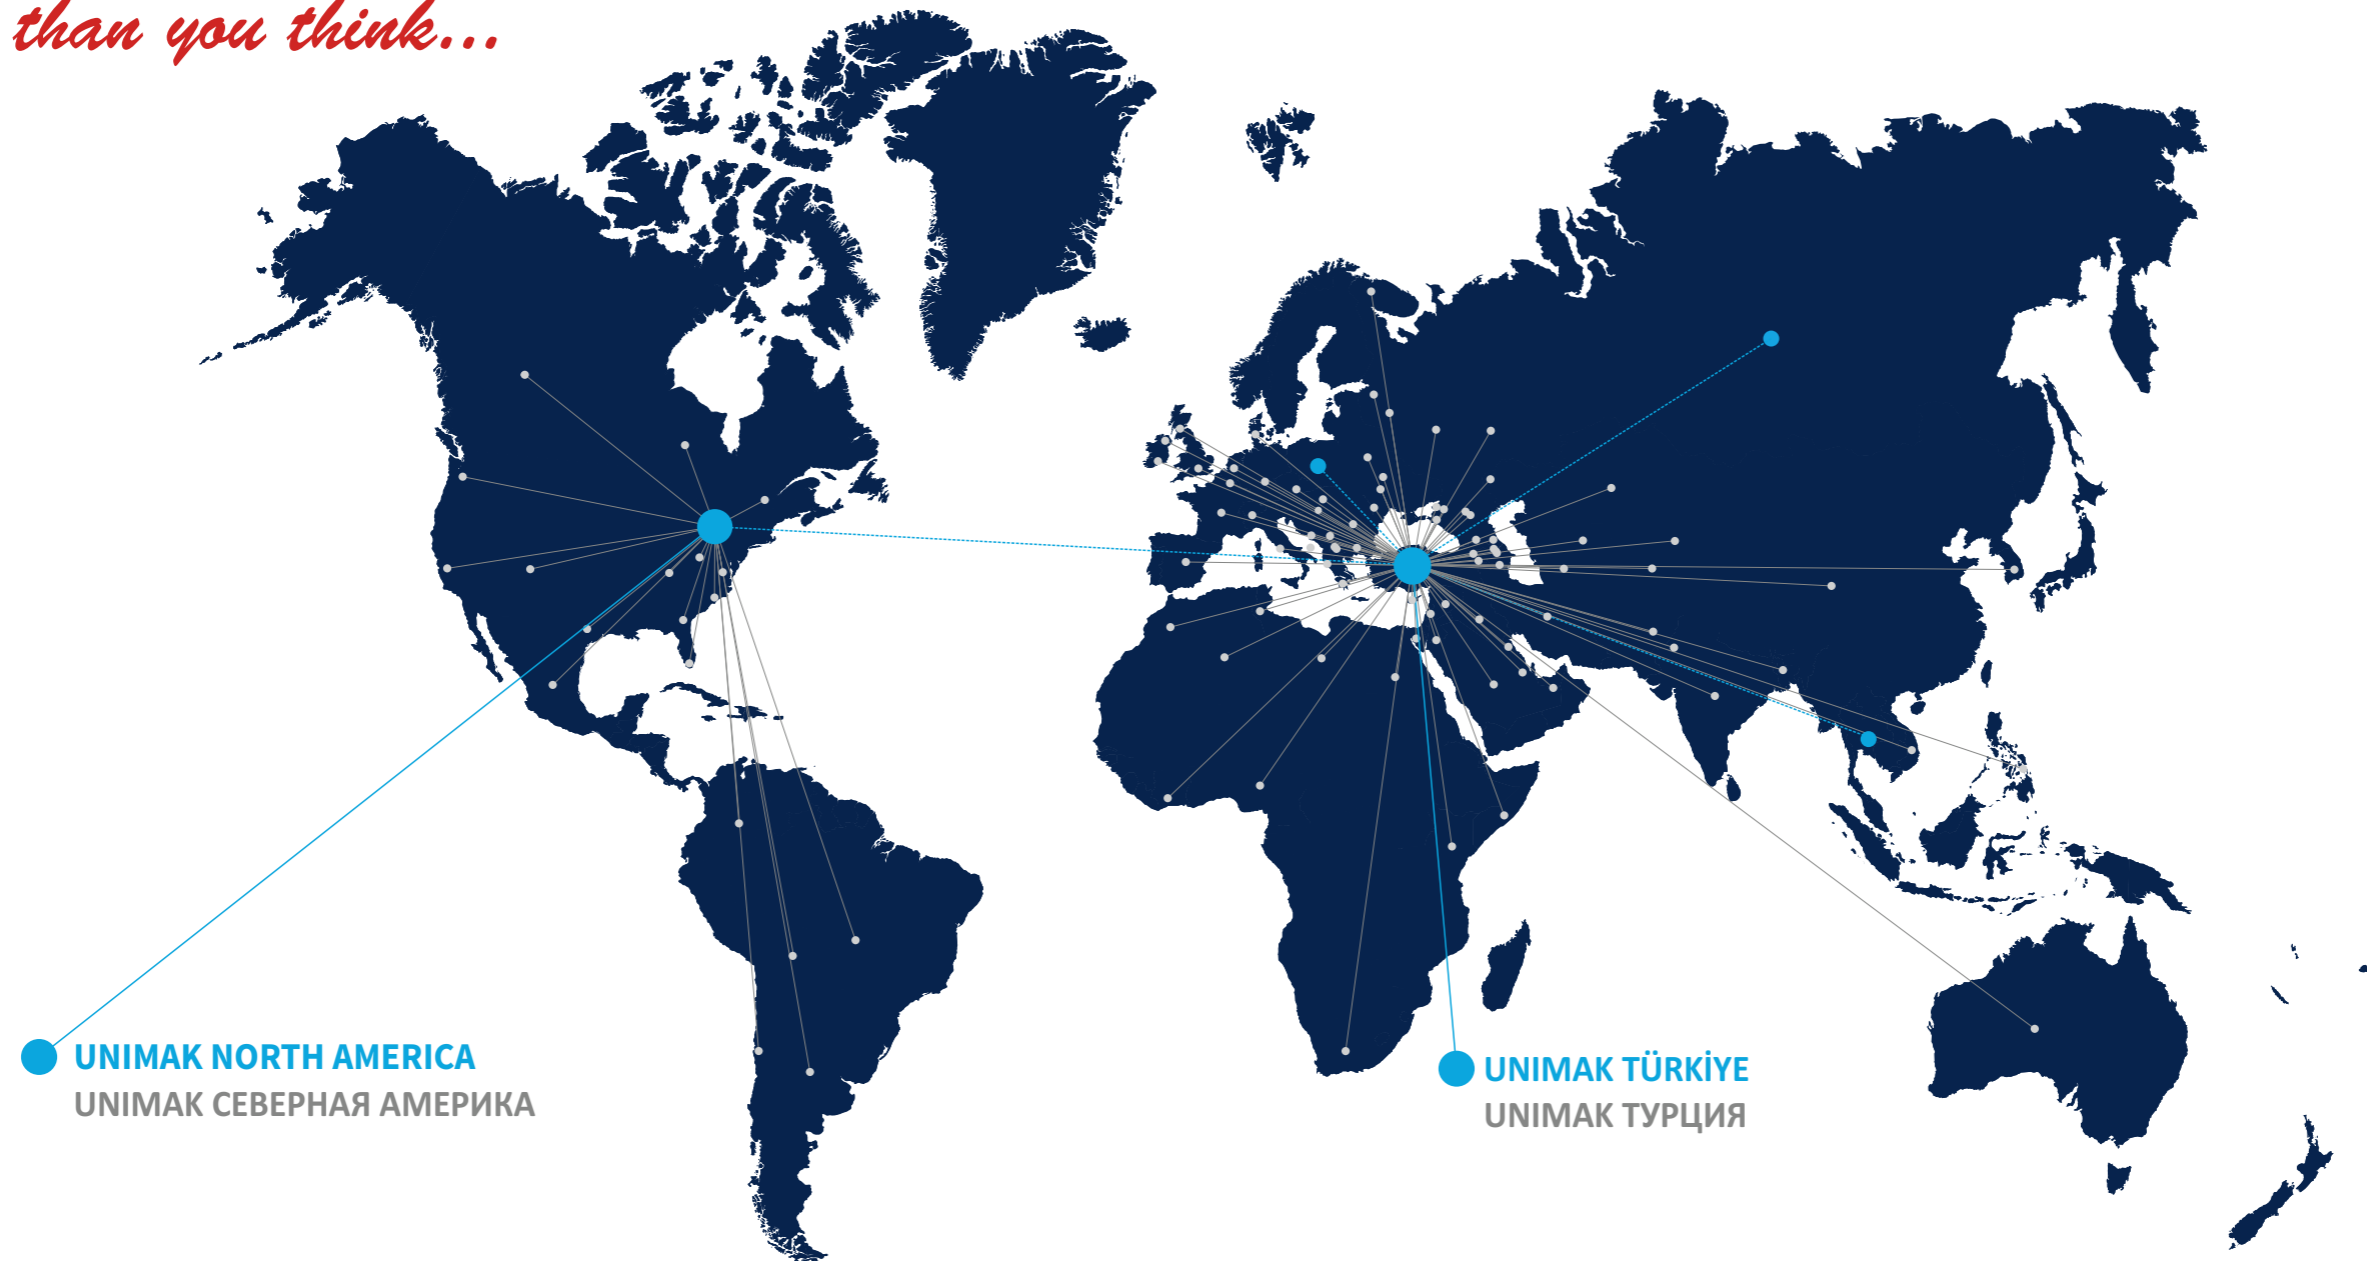 than you think...
UNIMAK NORTH AMERICA
UNIMAK СЕВЕРНАЯ АМЕРИКА
UNIMAK TÜRKİYE
UNIMAK ТУРЦИЯ